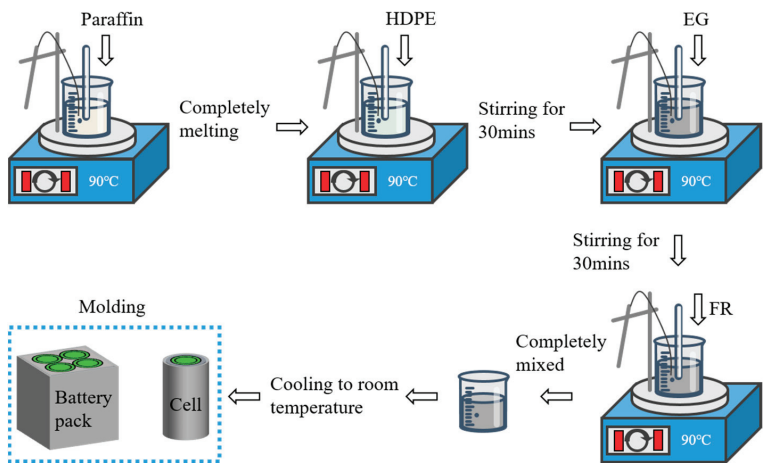 Paraffin
HDPE
EG
Completely
melting
Stirring for
30mins
90℃
90℃
90℃
Stirring for
30mins
FR
Molding
Completely
mixed
Cooling to room
temperature
Battery
pack
Cell
90℃